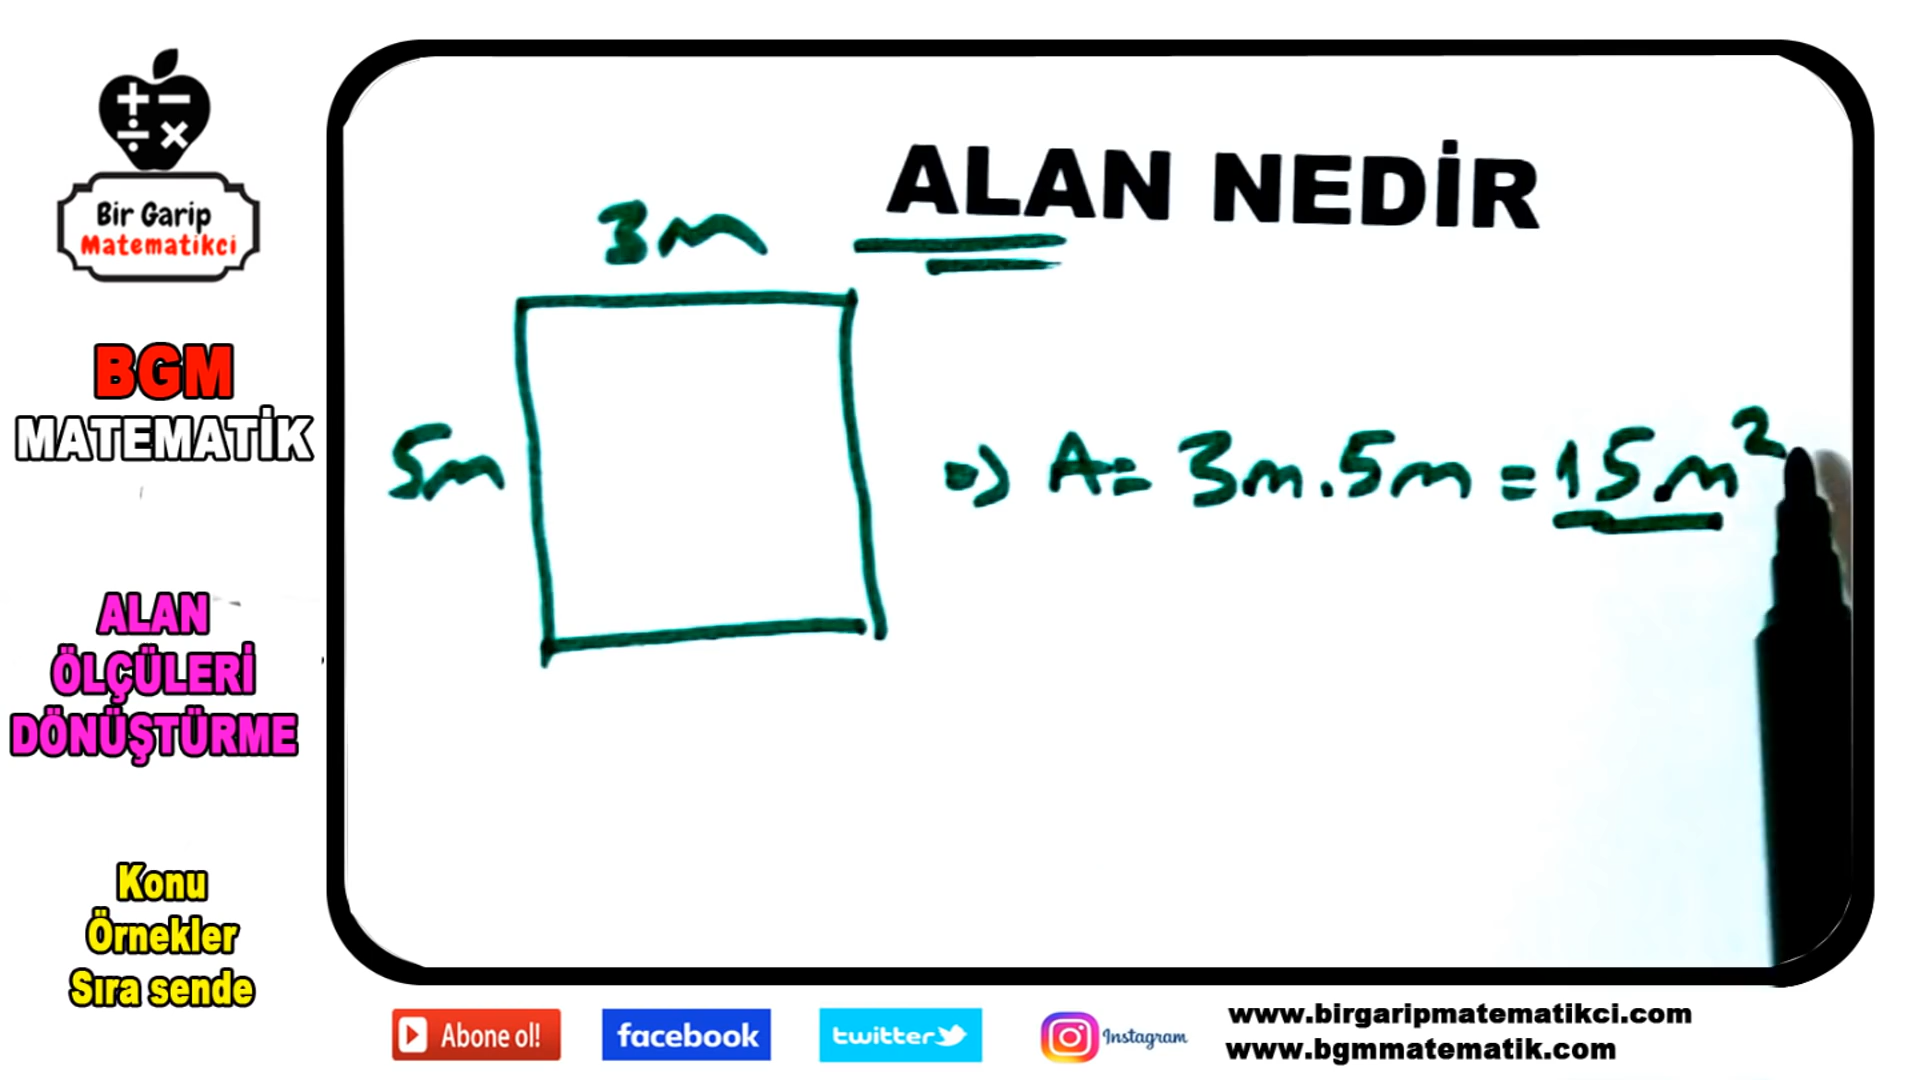 Bir Garip
Matematikci
BGM
MATEMATİK
ALAN
ÖLÇÜLERİ
DÖNÜŞTÜRME
Konu
Örnekler
Sıra sende
ALAN NEDİR
3m
5m
⇒ A = 3m.5m = 15m²
Abone ol!
facebook
twitter
Instagram
www.birgaripmatematikci.com
www.bgmmatematik.com